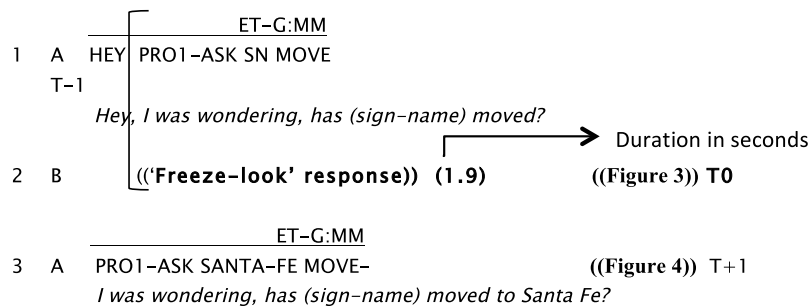 ET-G:MM
1 A HEY PRO1-ASK SN MOVE
T-1
Hey, I was wondering, has (sign-name) moved?
Duration in seconds
2 B ((‘Freeze-look’ response)) (1.9) ((Figure 3)) T0
ET-G:MM
3 A PRO1-ASK SANTA-FE MOVE-  ((Figure 4)) T+1
I was wondering, has (sign-name) moved to Santa Fe?